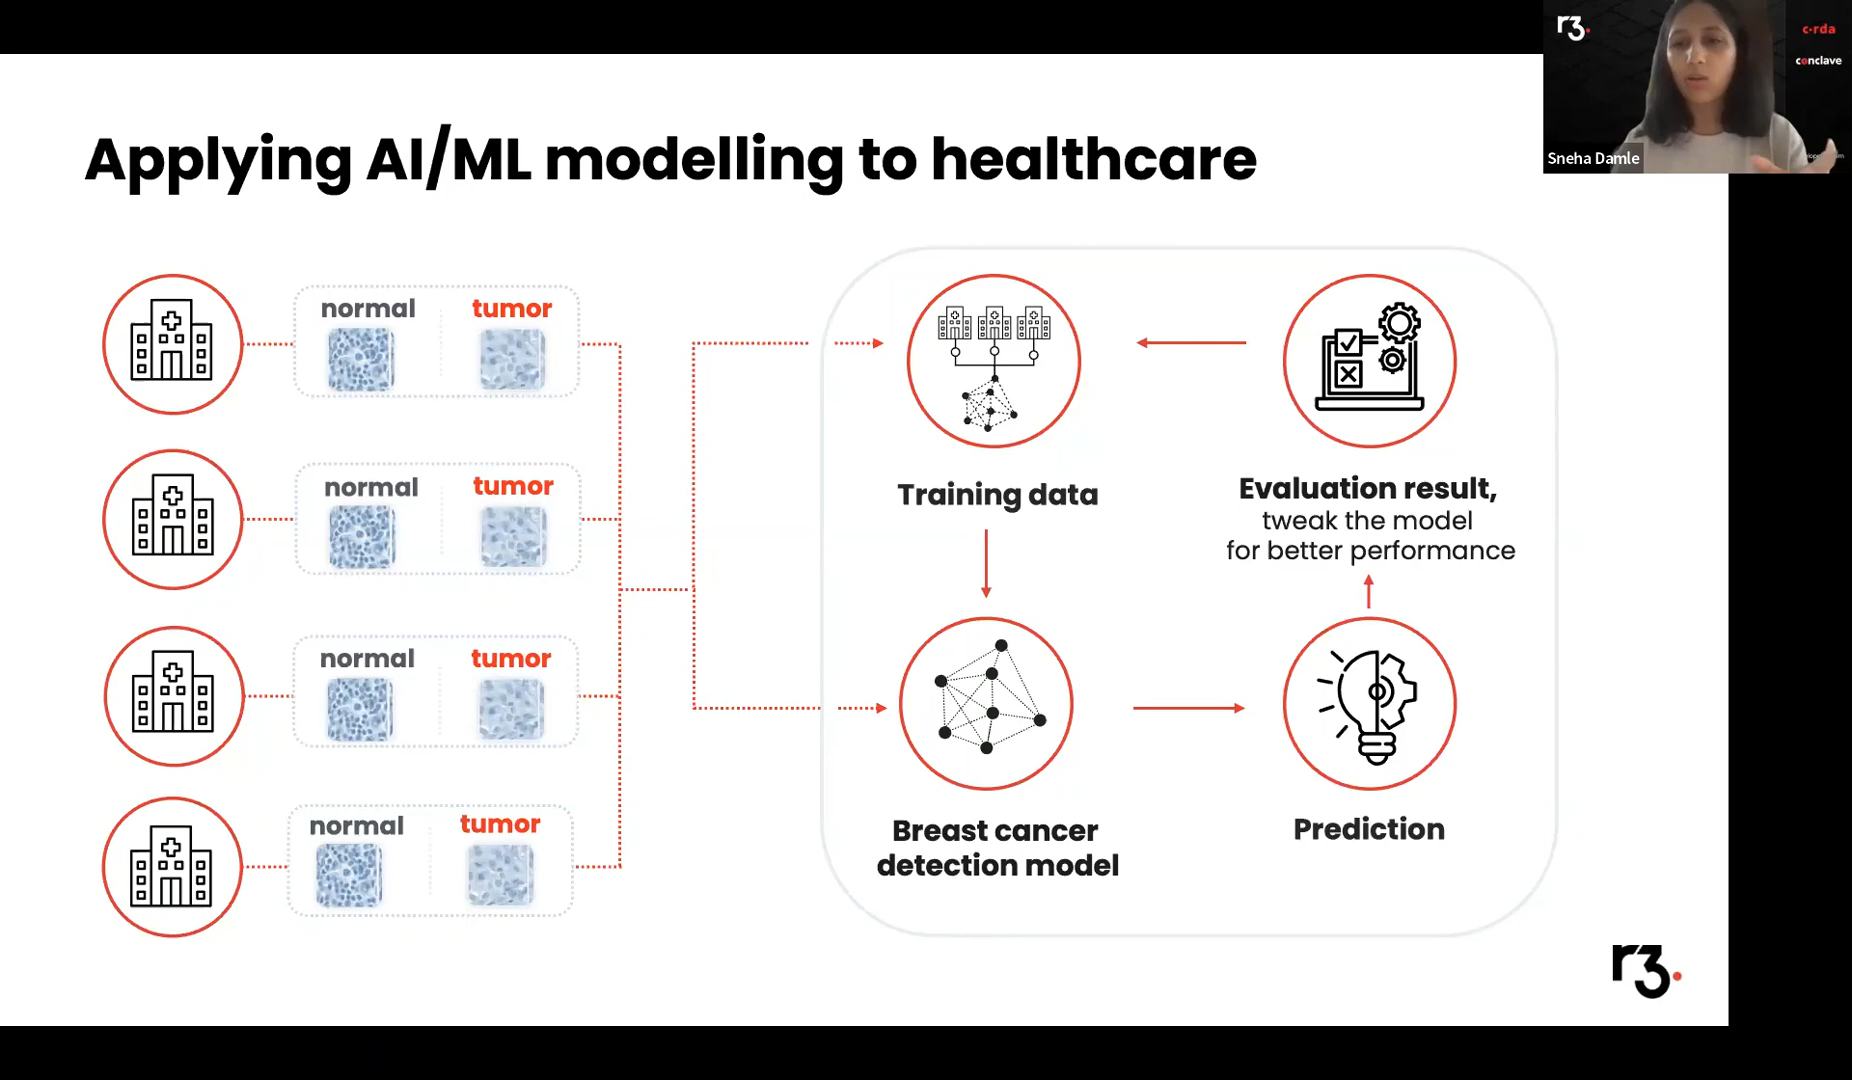 r3.
c·rda
conclave
Sneha Damle
Applying AI/ML modelling to healthcare
normal
tumor
normal
tumor
normal
tumor
normal
tumor
Training data
Evaluation result,
tweak the model
for better performance
Breast cancer
detection model
Prediction
r3.